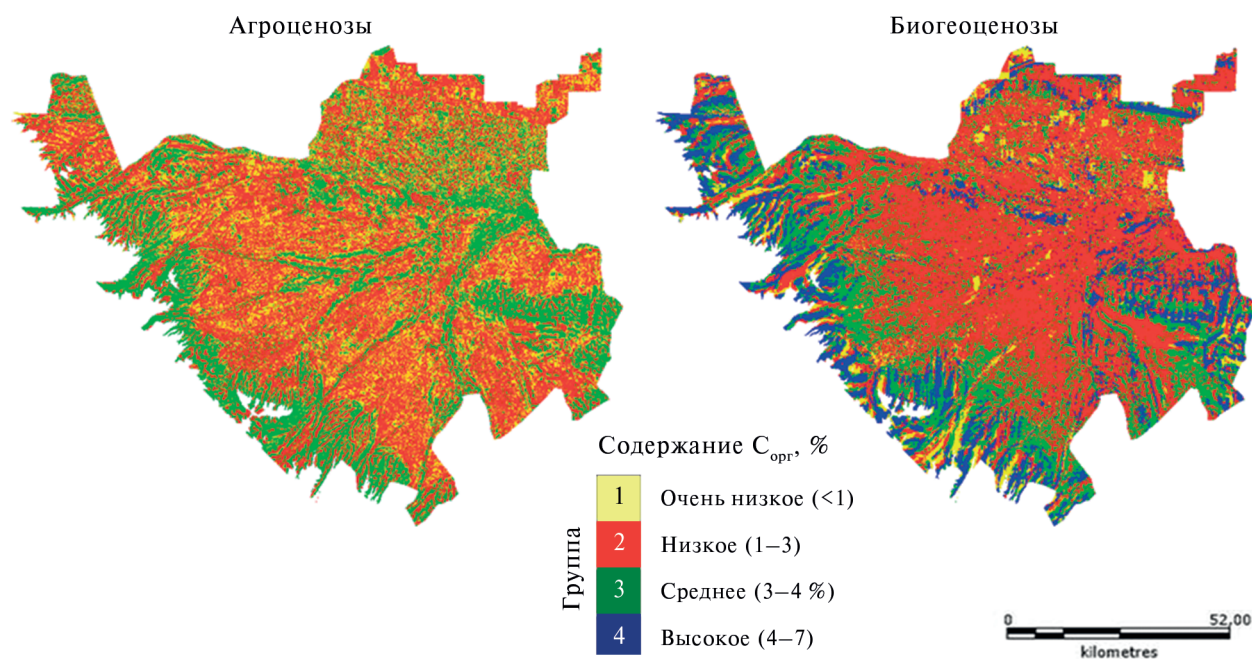 Агроценозы
Биогеоценозы
Содержание Cорг, %
Группа
1 Очень низкое (<1)
2 Низкое (1–3)
3 Среднее (3–4 %)
4 Высокое (4–7)
0 52,00
kilometres